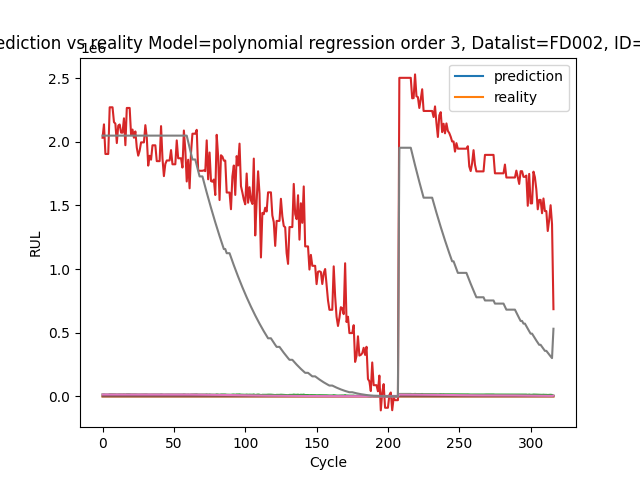 ediction vs reality Model=polynomial regression order 3, Datalist=FD002, ID=
1e6
prediction
reality
2.5
2.0
1.5
1.0
0.5
0.0
RUL
0 50 100 150 200 250 300
Cycle